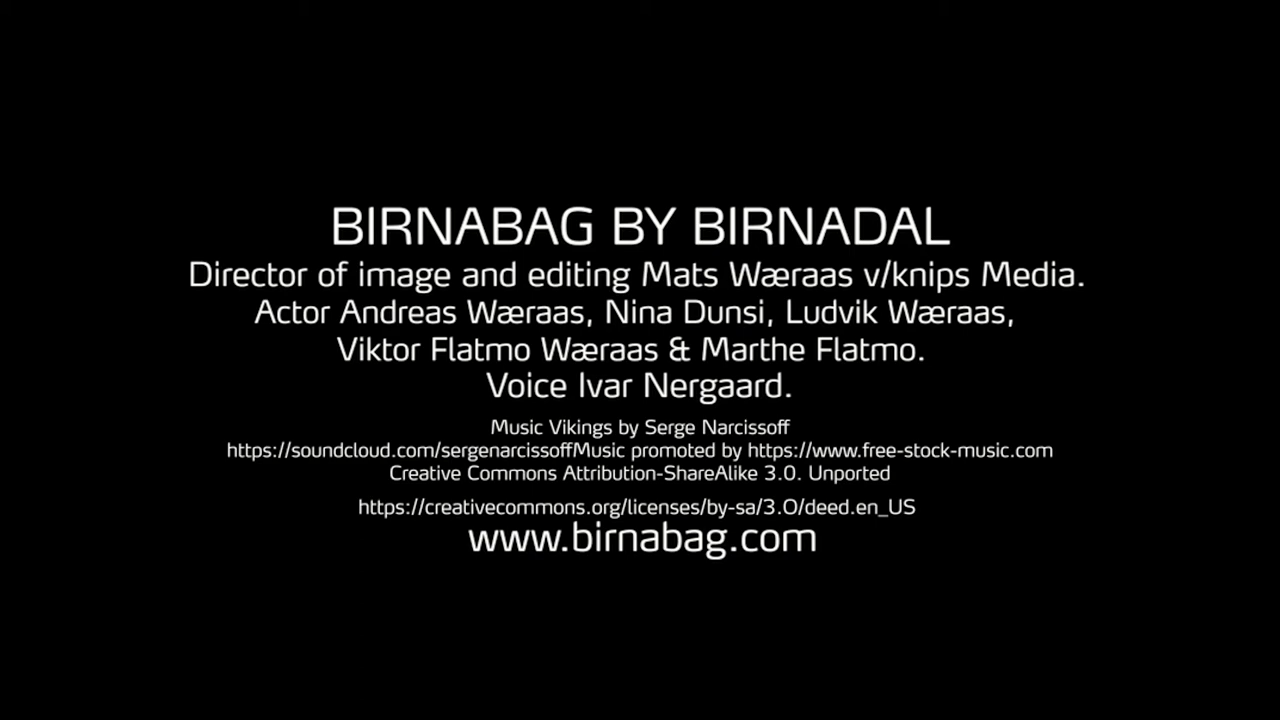 BIRNABAG BY BIRNADAL
Director of image and editing Mats Wæraas v/knips Media.
Actor Andreas Wæraas, Nina Dunsi, Ludvik Wæraas,
Viktor Flatmo Wæraas & Marthe Flatmo.
Voice Ivar Nergaard.
Music Vikings by Serge Narcissoff
https://soundcloud.com/sergenarcissoffMusic promoted by https://www.free-stock-music.com
Creative Commons Attribution-ShareAlike 3.0. Unported
https://creativecommons.org/licenses/by-sa/3.O/deed.en_US
www.birnabag.com